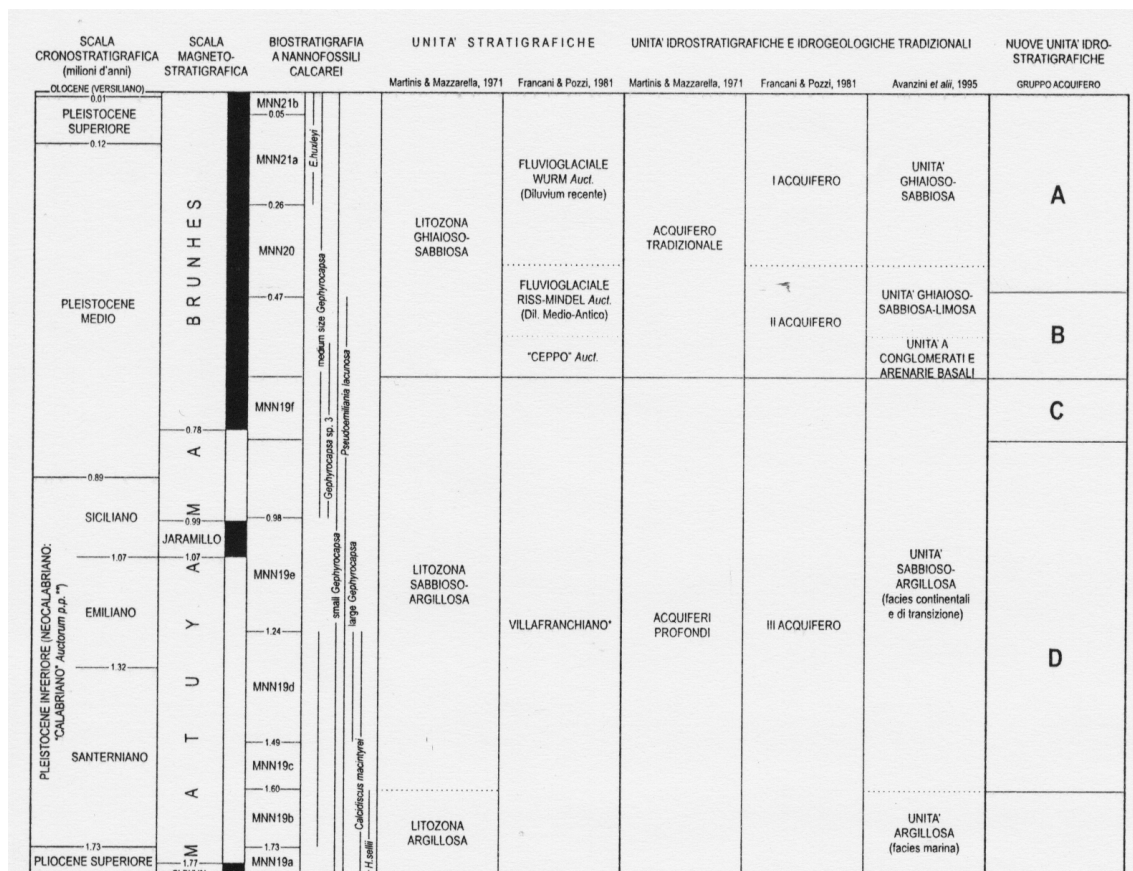 SCALA
CRONOSTRATIGRAFICA
(milioni d'anni)
SCALA
MAGNETO-
STRATIGRAFICA
BIOSTRATIGRAFIA
A NANNOFOSSILI
CALCAREI
UNITA' STRATIGRAFICHE
UNITA' IDROSTRATIGRAFICHE E IDROGEOLOGICHE TRADIZIONALI
NUOVE UNITA' IDRO-
STRATIGRAFICHE
Martinis & Mazzarella, 1971
Francani & Pozzi, 1981
Martinis & Mazzarella, 1971
Francani & Pozzi, 1981
Avanzini et alii, 1995
GRUPPO ACQUIFERO
OLOCENE (VERSILIANO)
0.01
PLEISTOCENE
SUPERIORE
0.12
PLEISTOCENE
MEDIO
0.89
SICILIANO
1.07
EMILIANO
1.32
SANTERNIANO
1.73
PLIOCENE SUPERIORE
PLEISTOCENE INFERIORE (NEOCALABRIANO:
"CALABRIANO" Auctorum p.p. **)
BRUNHES
0.78
MATUYAMA
0.99
JARAMILLO
1.07
1.77
MNN21b
0.05
MNN21a
0.26
MNN20
0.47
MNN19f
0.98
MNN19e
1.24
MNN19d
1.49
MNN19c
1.60
MNN19b
1.73
MNN19a
E.huxleyi
medium size Gephyrocapsa
Gephyrocapsa sp. 3
Pseudoemiliania lacunosa
small Gephyrocapsa
large Gephyrocapsa
Calcidiscus macintyrei
H.sellii
LITOZONA
GHIAIOSO-
SABBIOSA
LITOZONA
SABBIOSO-
ARGILLOSA
LITOZONA
ARGILLOSA
FLUVIOGLACIALE
WURM Auct.
(Diluvium recente)
FLUVIOGLACIALE
RISS-MINDEL Auct.
(Dil. Medio-Antico)
"CEPPO" Auct.
VILLAFRANCHIANO*
ACQUIFERO
TRADIZIONALE
ACQUIFERI
PROFONDI
I ACQUIFERO
II ACQUIFERO
III ACQUIFERO
UNITA'
GHIAIOSO-
SABBIOSA
UNITA' GHIAIOSO-
SABBIOSA-LIMOSA
UNITA' A
CONGLOMERATI E
ARENARIE BASALI
UNITA'
SABBIOSO-
ARGILLOSA
(facies continentali
e di transizione)
UNITA'
ARGILLOSA
(facies marina)
A
B
C
D